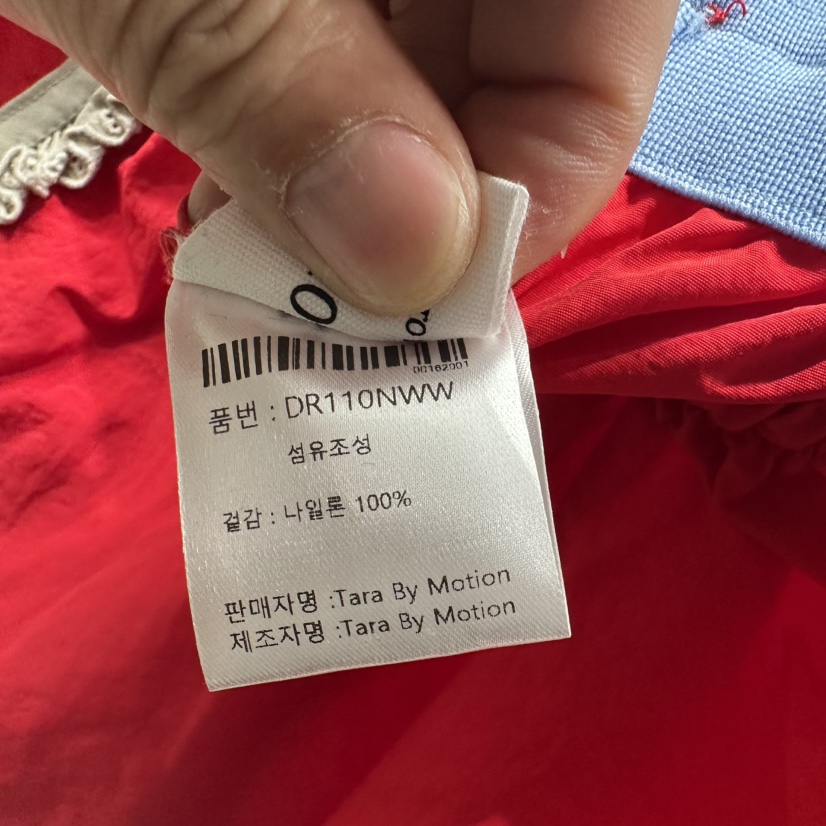 00162001
품번 : DR110NWW
섬유조성
겉감 : 나일론 100%
판매자명 :Tara By Motion
제조자명 :Tara By Motion